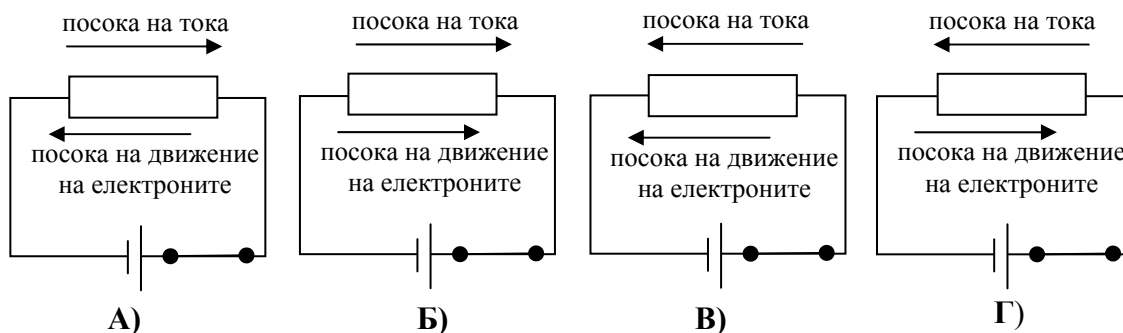 посока на тока
посока на движение
на електроните
А)
посока на тока
посока на движение
на електроните
Б)
посока на тока
посока на движение
на електроните
В)
посока на тока
посока на движение
на електроните
Г)